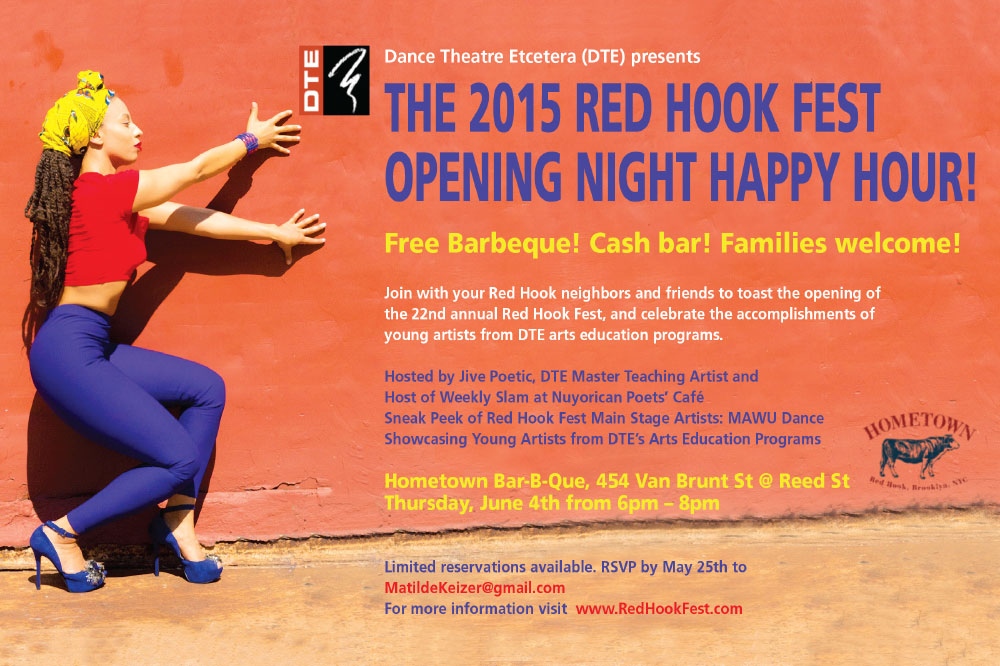 DTE
Dance Theatre Etcetera (DTE) presents
THE 2015 RED HOOK FEST
OPENING NIGHT HAPPY HOUR!
Free Barbeque! Cash bar! Families welcome!
Join with your Red Hook neighbors and friends to toast the opening of
the 22nd annual Red Hook Fest, and celebrate the accomplishments of
young artists from DTE arts education programs.
Hosted by Jive Poetic, DTE Master Teaching Artist and
Host of Weekly Slam at Nuyorican Poets’ Café
Sneak Peek of Red Hook Fest Main Stage Artists: MAWU Dance
Showcasing Young Artists from DTE’s Arts Education Programs
HOMETOWN
Red Hook, Brooklyn, NYC
Hometown Bar-B-Que, 454 Van Brunt St @ Reed St
Thursday, June 4th from 6pm – 8pm
Limited reservations available. RSVP by May 25th to
MatildeKeizer@gmail.com
For more information visit www.RedHookFest.com